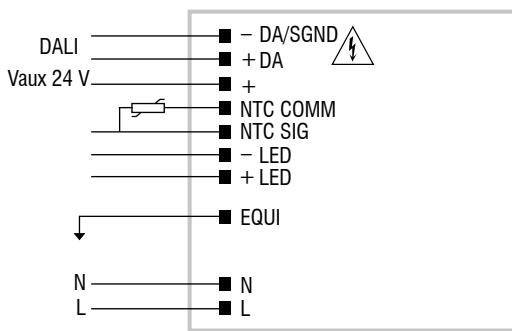 DALI
Vaux 24 V
− DA/SGND
+ DA
+
NTC COMM
NTC SIG
− LED
+ LED
EQUI
N N
L L